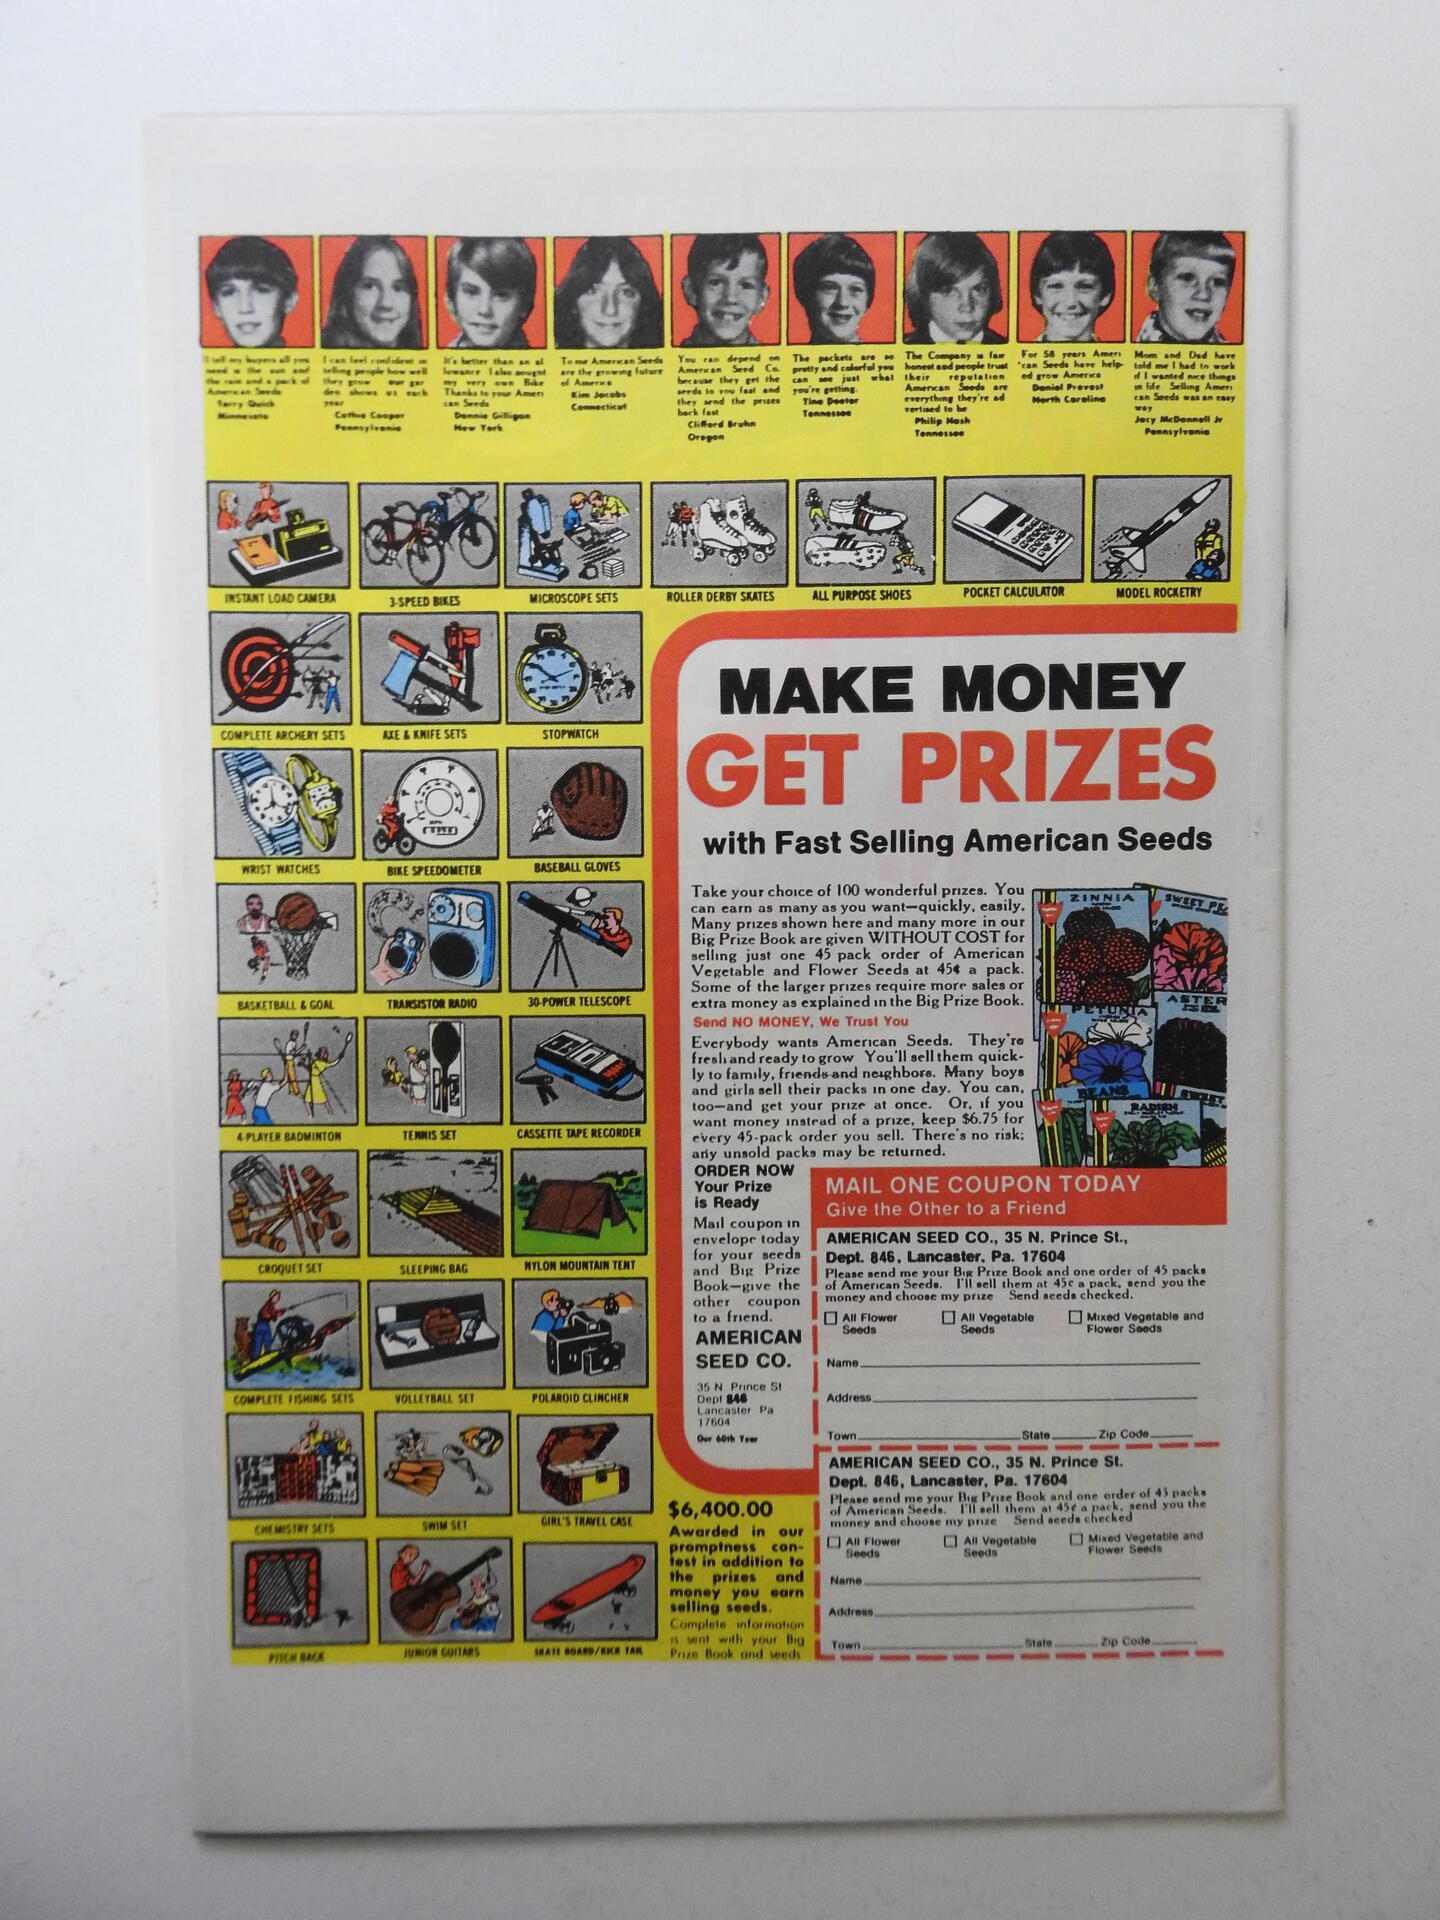 I tell my buyers all you
need is the sun and
the rain and a pack of
American Seeds
Terry Quick
Minnesota
I can feel confident in
telling people how well
they grow our gar
den shows us each
year
Cathie Cooper
Pennsylvania
It's better than an al
lowance I also bought
my very own Bike
Thanks to your Ameri
can Seeds
Donnie Gilligan
New York
To me American Seeds
are the growing future
of America
Kim Jacobs
Connecticut
You can depend on
American Seed Co.
because they get the
seeds to you fast and
they send the prizes
back fast
Clifford Bruhn
Oregon
The packets are so
pretty and colorful you
can see just what
you're getting.
Tennessee
The Company is fair
honest and people trust
their reputation
American Seeds are
everything they're ad
vertised to be
Philip Nash
Tennessee
For 58 years Ameri
can Seeds have help-
ed grow America
Daniel Provost
North Carolina
Mom and Dad have
told me I had to work
if I wanted nice things
in life. Selling Ameri
can Seeds was an easy
way
Jacy McDonnell Jr
Pennsylvania
INSTANT LOAD CAMERA
3-SPEED BIKES
MICROSCOPE SETS
ROLLER DERBY SKATES
ALL PURPOSE SHOES
POCKET CALCULATOR
MODEL ROCKETRY
COMPLETE ARCHERY SETS
AXE & KNIFE SETS
STOPWATCH
WRIST WATCHES
BIKE SPEEDOMETER
BASEBALL GLOVES
BASKETBALL & GOAL
TRANSISTOR RADIO
30-POWER TELESCOPE
4-PLAYER BADMINTON
TENNIS SET
CASSETTE TAPE RECORDER
CROQUET SET
SLEEPING BAG
NYLON MOUNTAIN TENT
COMPLETE FISHING SETS
VOLLEYBALL SET
POLAROID CLINCHER
CHEMISTRY SETS
SWIM SET
GIRL'S TRAVEL CASE
PITCH BACK
JUNIOR GUITARS
SKATE BOARD/KICK TAIL
MAKE MONEY
GET PRIZES
with Fast Selling American Seeds
Take your choice of 100 wonderful prizes. You
can earn as many as you want—quickly, easily.
Many prizes shown here and many more in our
Big Prize Book are given WITHOUT COST for
selling just one 45 pack order of American
Vegetable and Flower Seeds at 45¢ a pack.
Some of the larger prizes require more sales or
extra money as explained in the Big Prize Book.
Send NO MONEY, We Trust You
Everybody wants American Seeds. They're
fresh and ready to grow You'll sell them quick-
ly to family, friends and neighbors. Many boys
and girls sell their packs in one day. You can,
too—and get your prize at once. Or, if you
want money instead of a prize, keep $6.75 for
every 45-pack order you sell. There's no risk;
any unsold packs may be returned.
ZINNIA
SWEET PE
ASTER
PETUNIA
BEANS
RADISH
SWEET
ORDER NOW
Your Prize
is Ready
Mail coupon in
envelope today
for your seeds
and Big Prize
Book—give the
other coupon
to a friend.
AMERICAN
SEED CO.
35 N Prince St
Dept 846
Lancaster Pa
17604
Our 60th Year
MAIL ONE COUPON TODAY
Give the Other to a Friend
AMERICAN SEED CO., 35 N. Prince St.,
Dept. 846, Lancaster, Pa. 17604
Please send me your Big Prize Book and one order of 45 packs
of American Seeds. I'll sell them at 45c a pack, send you the
money and choose my prize Send seeds checked.
All Flower Seeds
All Vegetable Seeds
Mixed Vegetable and Flower Seeds
Name
Address
Town State Zip Code
AMERICAN SEED CO., 35 N. Prince St.
Dept. 846, Lancaster, Pa. 17604
Please send me your Big Prize Book and one order of 45 packs
of American Seeds. I'll sell them at 45¢ a pack, send you the
money and choose my prize Send seeds checked
All Flower Seeds
All Vegetable Seeds
Mixed Vegetable and Flower Seeds
Name
Address
Town State Zip Code
$6,400.00
Awarded in our
promptness con-
test in addition to
the prizes and
money you earn
selling seeds.
Complete information
is sent with your Big
Prize Book and seeds